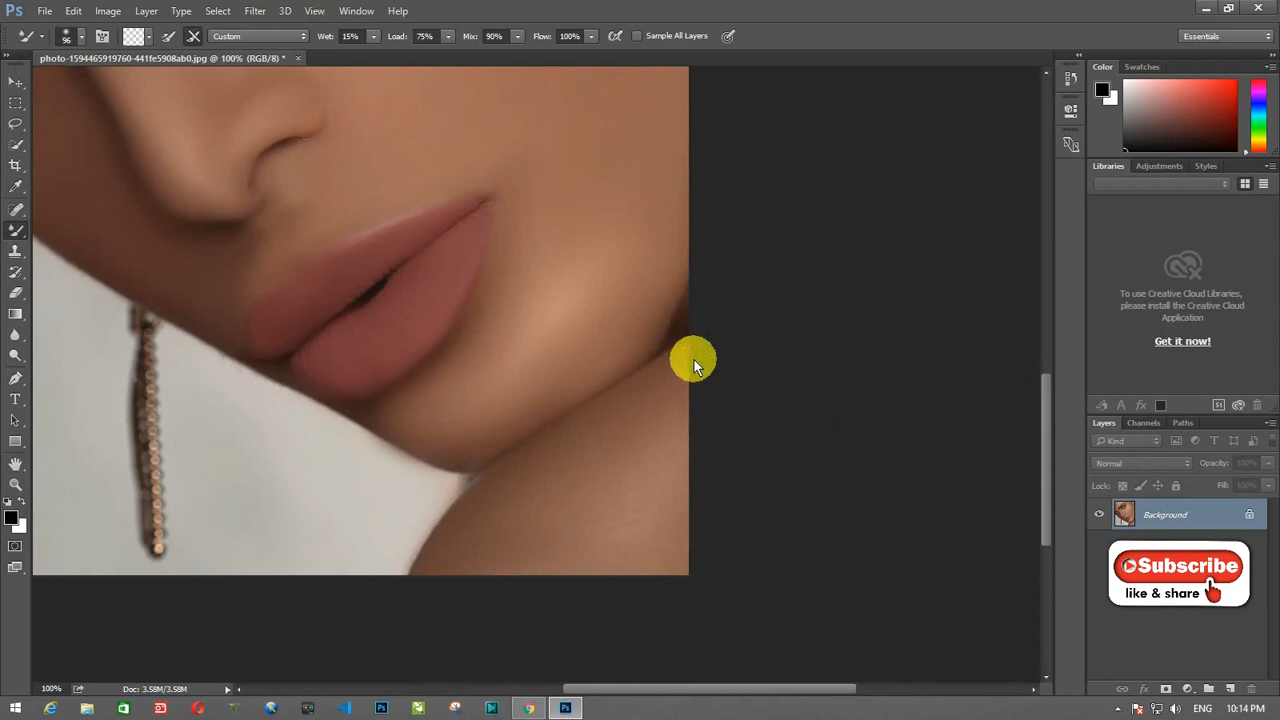 Ps File Edit Image Layer Type Select Filter 3D View Window Help
96 Custom Wet: 15% Load: 75% Mix: 90% Flow: 100% Sample All Layers Essentials
photo-1594465919760-441fe5908ab0.jpg @ 100% (RGB/8) *
Color Swatches
Libraries Adjustments Styles
To use Creative Cloud Libraries,
please install the Creative Cloud
Application
Get it now!
Layers Channels Paths
Kind
Normal Opacity: 100%
Lock: Fill: 100%
Background
Subscribe
like & share
100% Doc: 3.58M/3.58M
ENG 10:14 PM